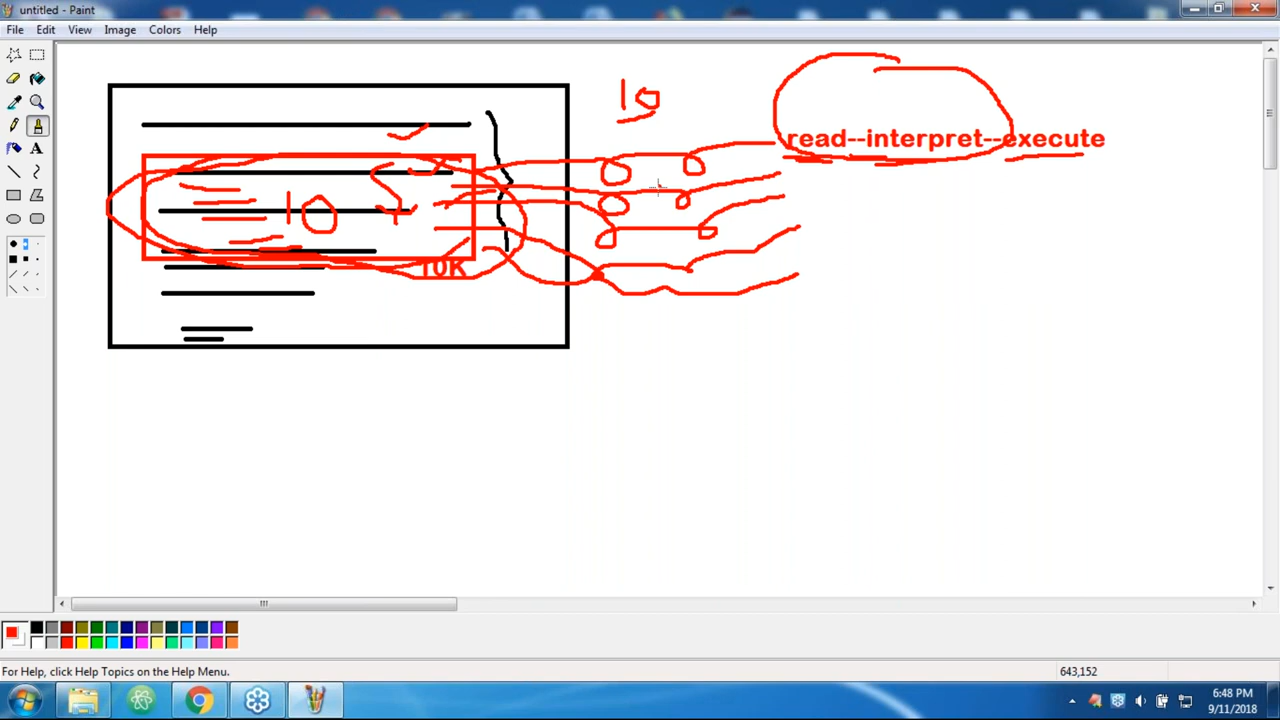 untitled - Paint
File Edit View Image Colors Help
10
read--interpret--execute
10
10K
For Help, click Help Topics on the Help Menu.
643,152
6:48 PM
9/11/2018